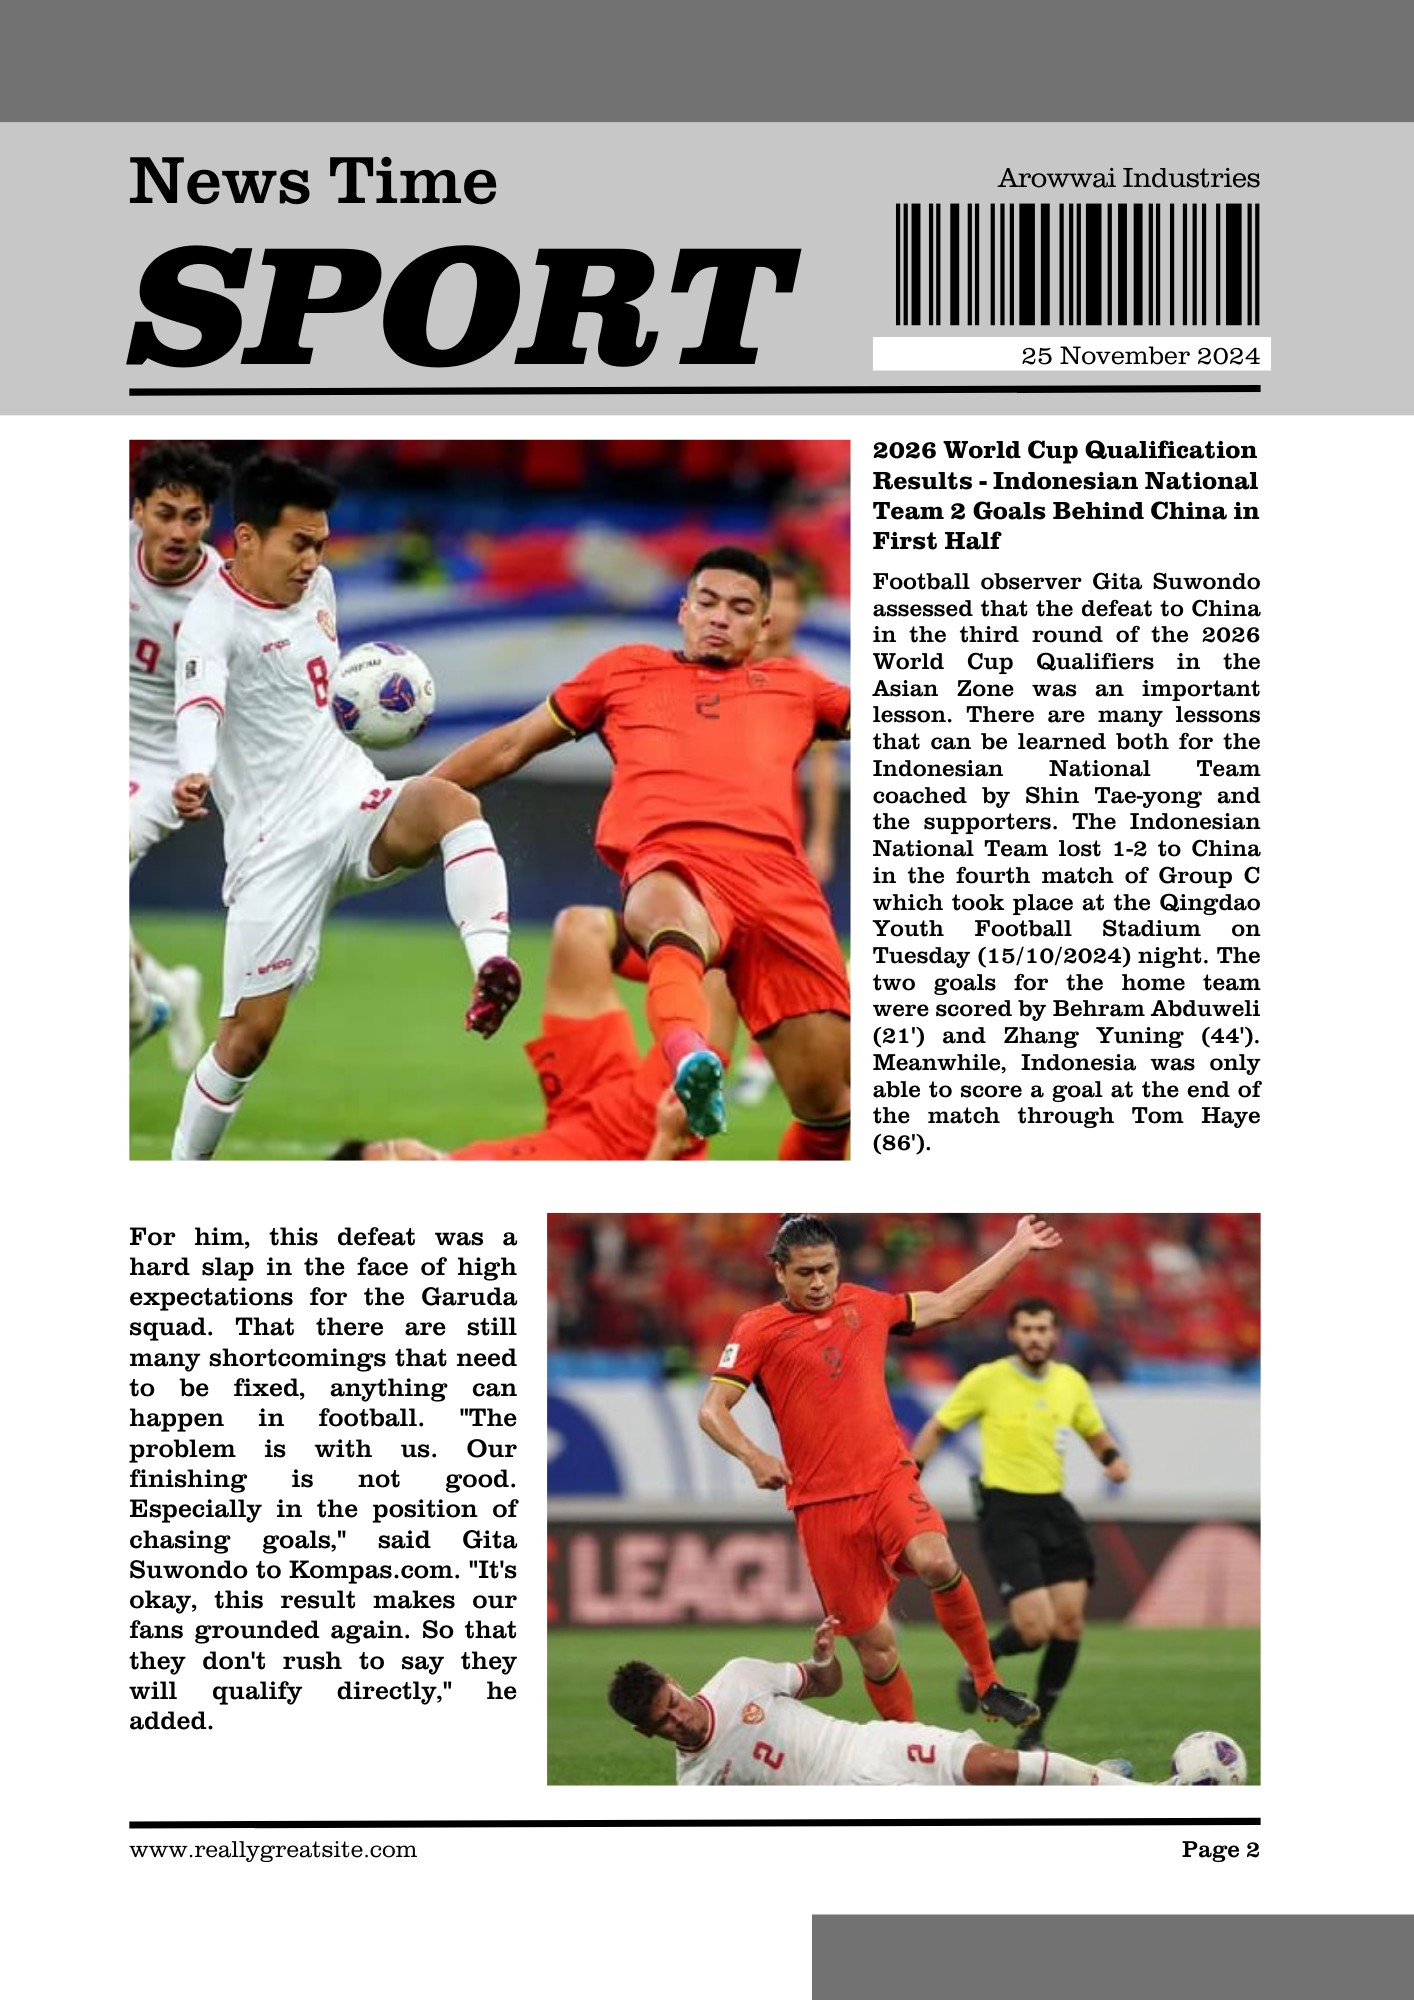 News Time
SPORT
Arowwai Industries
25 November 2024
2026 World Cup Qualification
Results - Indonesian National
Team 2 Goals Behind China in
First Half
Football observer Gita Suwondo
assessed that the defeat to China
in the third round of the 2026
World Cup Qualifiers in the
Asian Zone was an important
lesson. There are many lessons
that can be learned both for the
Indonesian National Team
coached by Shin Tae-yong and
the supporters. The Indonesian
National Team lost 1-2 to China
in the fourth match of Group C
which took place at the Qingdao
Youth Football Stadium on
Tuesday (15/10/2024) night. The
two goals for the home team
were scored by Behram Abduweli
(21') and Zhang Yuning (44').
Meanwhile, Indonesia was only
able to score a goal at the end of
the match through Tom Haye
(86').
9
8
2
For him, this defeat was a
hard slap in the face of high
expectations for the Garuda
squad. That there are still
many shortcomings that need
to be fixed, anything can
happen in football. "The
problem is with us. Our
finishing is not good.
Especially in the position of
chasing goals," said Gita
Suwondo to Kompas.com. "It's
okay, this result makes our
fans grounded again. So that
they don't rush to say they
will qualify directly," he
added.
9
LEAGU
2
2
www.reallygreatsite.com
Page 2